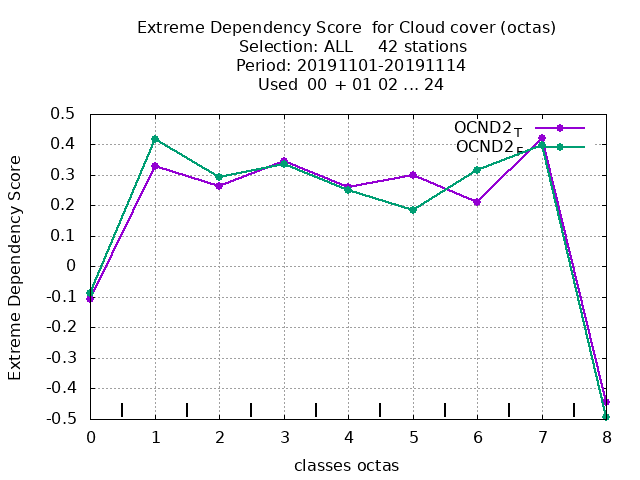 Extreme Dependency Score  for Cloud cover (octas)
Selection: ALL     42 stations
Period: 20191101-20191114
Used  00 + 01 02 ... 24
OCND2_T
OCND2_F
0.5
0.4
0.3
0.2
0.1
0
-0.1
-0.2
-0.3
-0.4
-0.5
Extreme Dependency Score
0 1 2 3 4 5 6 7 8
classes octas